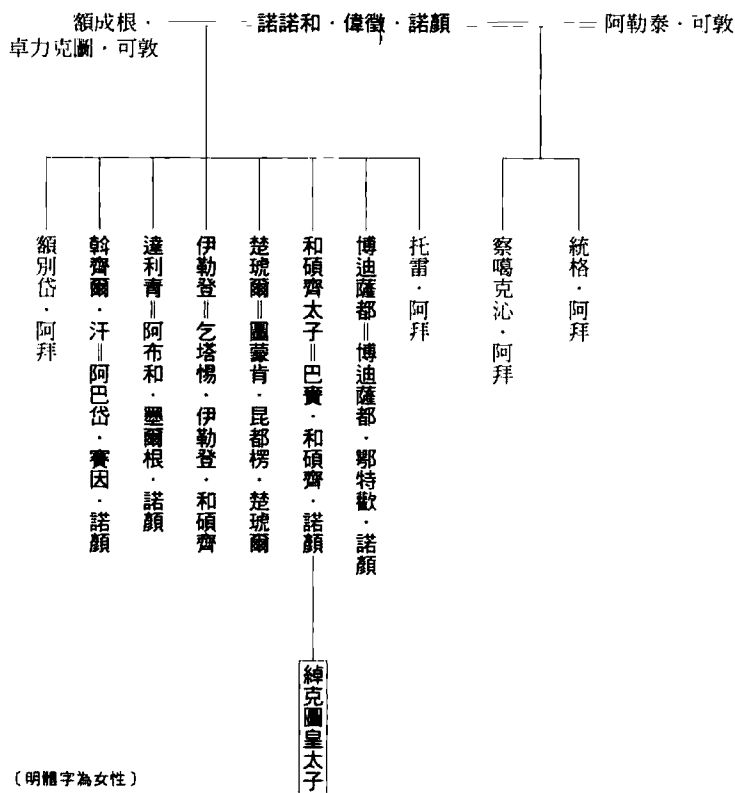 額成根・
卓力克圖・可敦
諾諾和・偉徵・諾顏
阿勒泰・可敦
額別岱・阿拜
斡齊爾・汗＝阿巴岱・賽因・諾顏
達利青＝阿布和・墨爾根・諾顏
伊勒登＝乞塔惕・伊勒登・和碩齊
楚琥爾＝圖蒙肯・昆都楞・楚琥爾
和碩齊太子＝巴賚・和碩齊・諾顏
博迪薩都＝博迪薩都・鄂特歡・諾顏
托雷・阿拜
察噶克沁・阿拜
統格・阿拜
綽克圖皇太子
〔明體字為女性〕